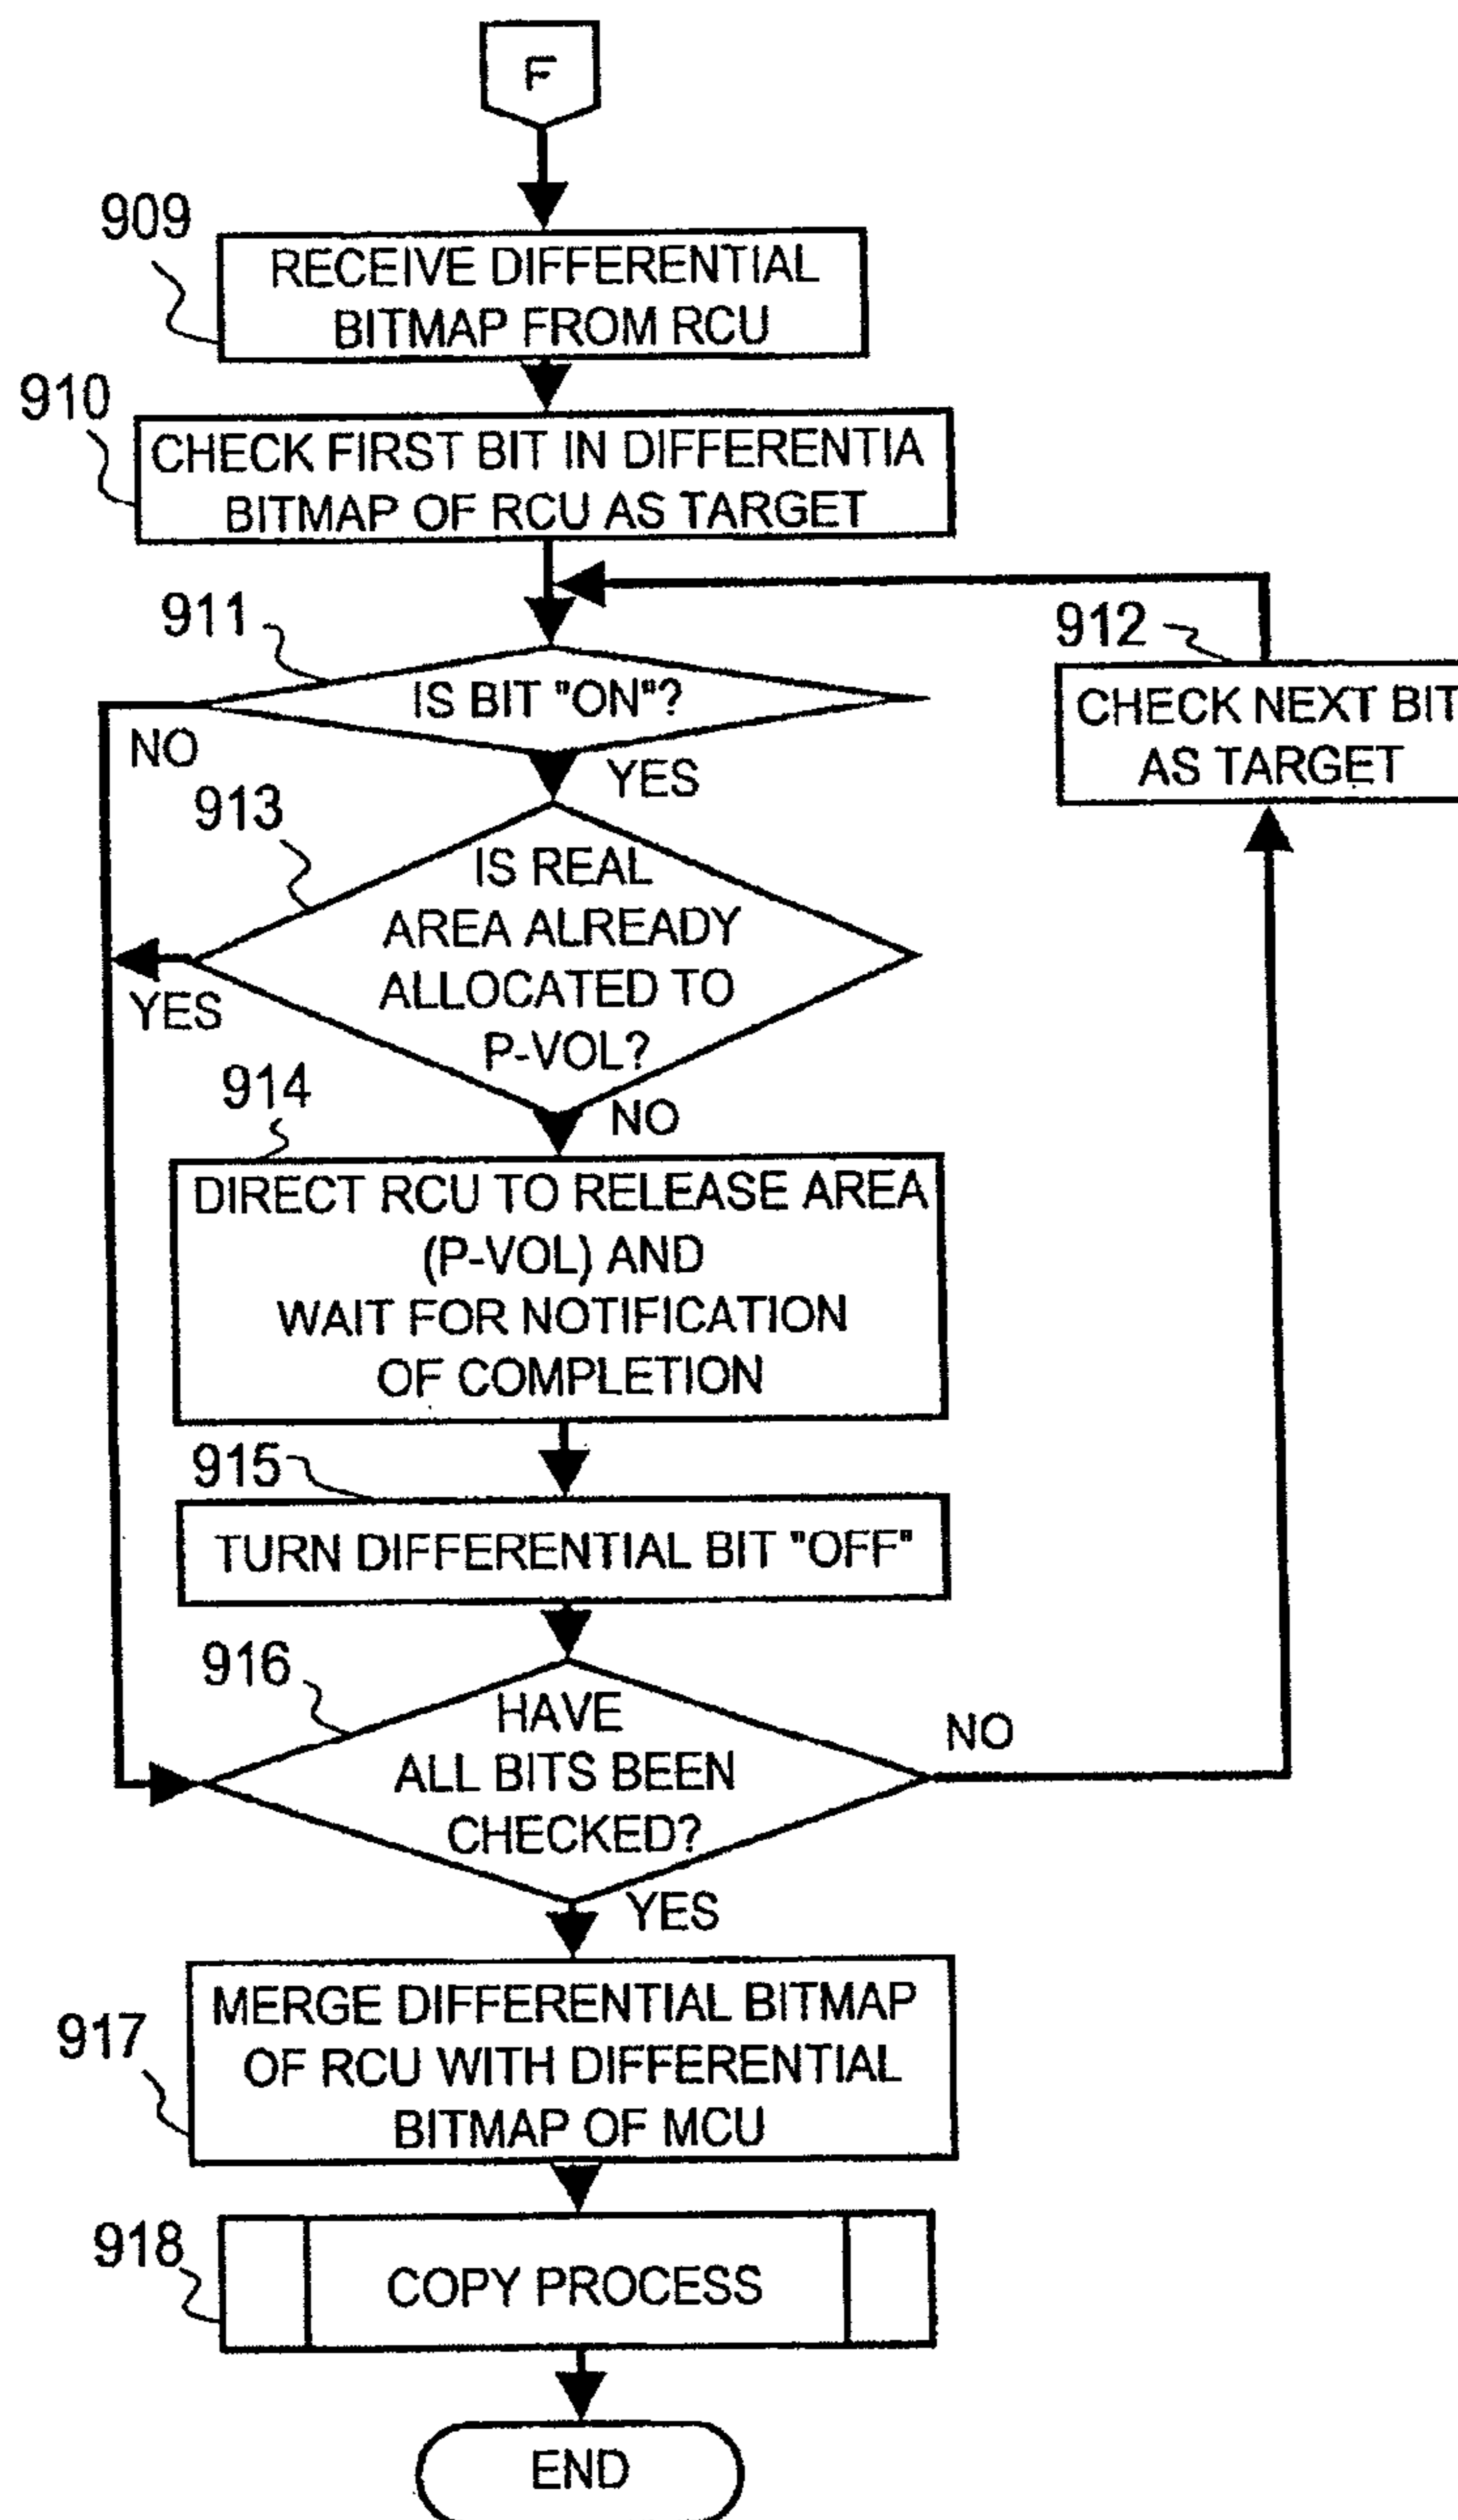 F
909
RECEIVE DIFFERENTIAL
BITMAP FROM RCU
910
CHECK FIRST BIT IN DIFFERENTIA
BITMAP OF RCU AS TARGET
911
IS BIT "ON"?
NO
YES
912
CHECK NEXT BIT
AS TARGET
913
IS REAL
AREA ALREADY
ALLOCATED TO
P-VOL?
YES
NO
914
DIRECT RCU TO RELEASE AREA
(P-VOL) AND
WAIT FOR NOTIFICATION
OF COMPLETION
915
TURN DIFFERENTIAL BIT "OFF"
916
HAVE
ALL BITS BEEN
CHECKED?
NO
YES
917
MERGE DIFFERENTIAL BITMAP
OF RCU WITH DIFFERENTIAL
BITMAP OF MCU
918
COPY PROCESS
END